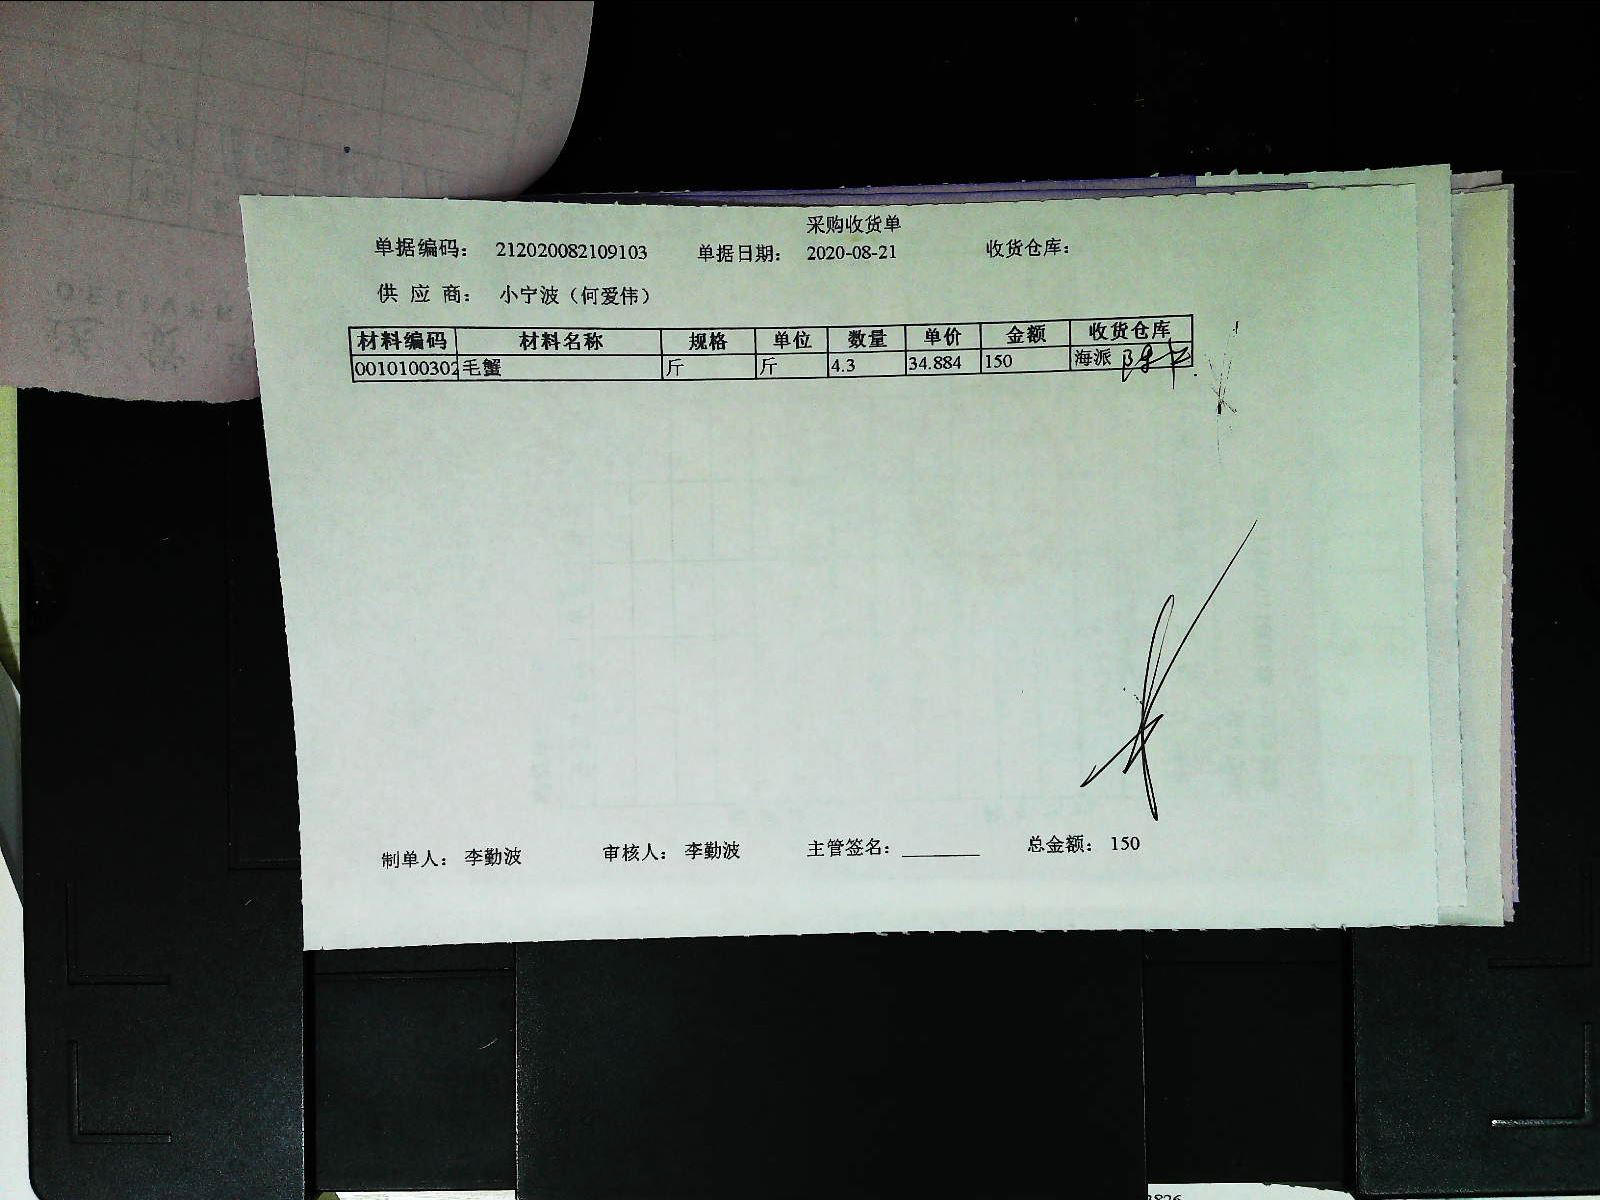 采购收货单
单据编码： 212020082109103 单据日期： 2020-08-21 收货仓库：
供 应 商： 小宁波（何爱伟）
材料编码 材料名称 规格 单位 数量 单价 金额 收货仓库
0010100302 毛蟹 斤 斤 4.3 34.884 150 海派
制单人： 李勤波 审核人： 李勤波 主管签名：________ 总金额： 150